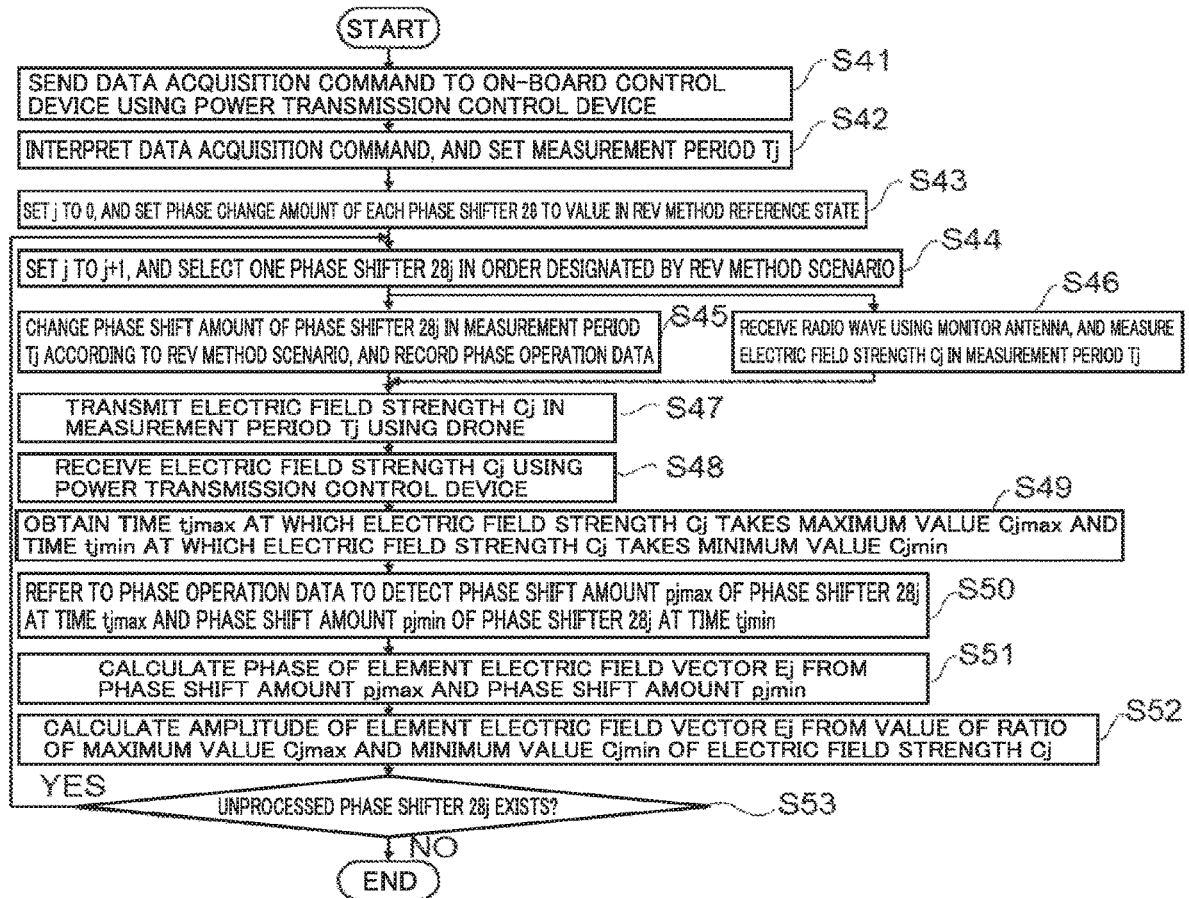 START
SEND DATA ACQUISITION COMMAND TO ON-BOARD CONTROL
DEVICE USING POWER TRANSMISSION CONTROL DEVICE
S41
INTERPRET DATA ACQUISITION COMMAND, AND SET MEASUREMENT PERIOD Tj
S42
SET j TO 0, AND SET PHASE CHANGE AMOUNT OF EACH PHASE SHIFTER 28 TO VALUE IN REV METHOD REFERENCE STATE
S43
SET j TO j+1, AND SELECT ONE PHASE SHIFTER 28j IN ORDER DESIGNATED BY REV METHOD SCENARIO
S44
CHANGE PHASE SHIFT AMOUNT OF PHASE SHIFTER 28j IN MEASUREMENT PERIOD
Tj ACCORDING TO REV METHOD SCENARIO, AND RECORD PHASE OPERATION DATA
S45
RECEIVE RADIO WAVE USING MONITOR ANTENNA, AND MEASURE
ELECTRIC FIELD STRENGTH Cj IN MEASUREMENT PERIOD Tj
S46
TRANSMIT ELECTRIC FIELD STRENGTH Cj IN
MEASUREMENT PERIOD Tj USING DRONE
S47
RECEIVE ELECTRIC FIELD STRENGTH Cj USING
POWER TRANSMISSION CONTROL DEVICE
S48
OBTAIN TIME tjmax AT WHICH ELECTRIC FIELD STRENGTH Cj TAKES MAXIMUM VALUE Cjmax AND
TIME tjmin AT WHICH ELECTRIC FIELD STRENGTH Cj TAKES MINIMUM VALUE Cjmin
S49
REFER TO PHASE OPERATION DATA TO DETECT PHASE SHIFT AMOUNT pjmax OF PHASE SHIFTER 28j
AT TIME tjmax AND PHASE SHIFT AMOUNT pjmin OF PHASE SHIFTER 28j AT TIME tjmin
S50
CALCULATE PHASE OF ELEMENT ELECTRIC FIELD VECTOR Ej FROM
PHASE SHIFT AMOUNT pjmax AND PHASE SHIFT AMOUNT pjmin
S51
CALCULATE AMPLITUDE OF ELEMENT ELECTRIC FIELD VECTOR Ej FROM VALUE OF RATIO
OF MAXIMUM VALUE Cjmax AND MINIMUM VALUE Cjmin OF ELECTRIC FIELD STRENGTH Cj
S52
YES
UNPROCESSED PHASE SHIFTER 28j EXISTS?
S53
NO
END